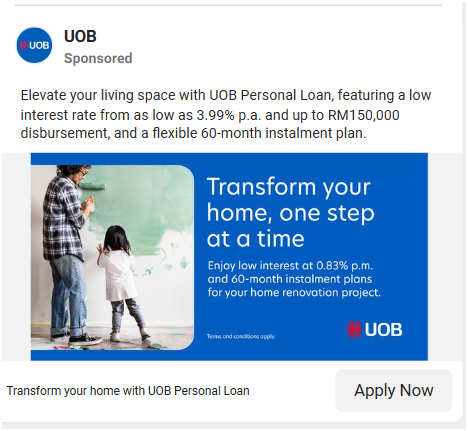 UOB
UOB
Sponsored
Elevate your living space with UOB Personal Loan, featuring a low
interest rate from as low as 3.99% p.a. and up to RM150,000
disbursement, and a flexible 60-month instalment plan.
Transform your
home, one step
at a time
Enjoy low interest at 0.83% p.m.
and 60-month instalment plans
for your home renovation project.
Terms and conditions apply.
UOB
Transform your home with UOB Personal Loan
Apply Now